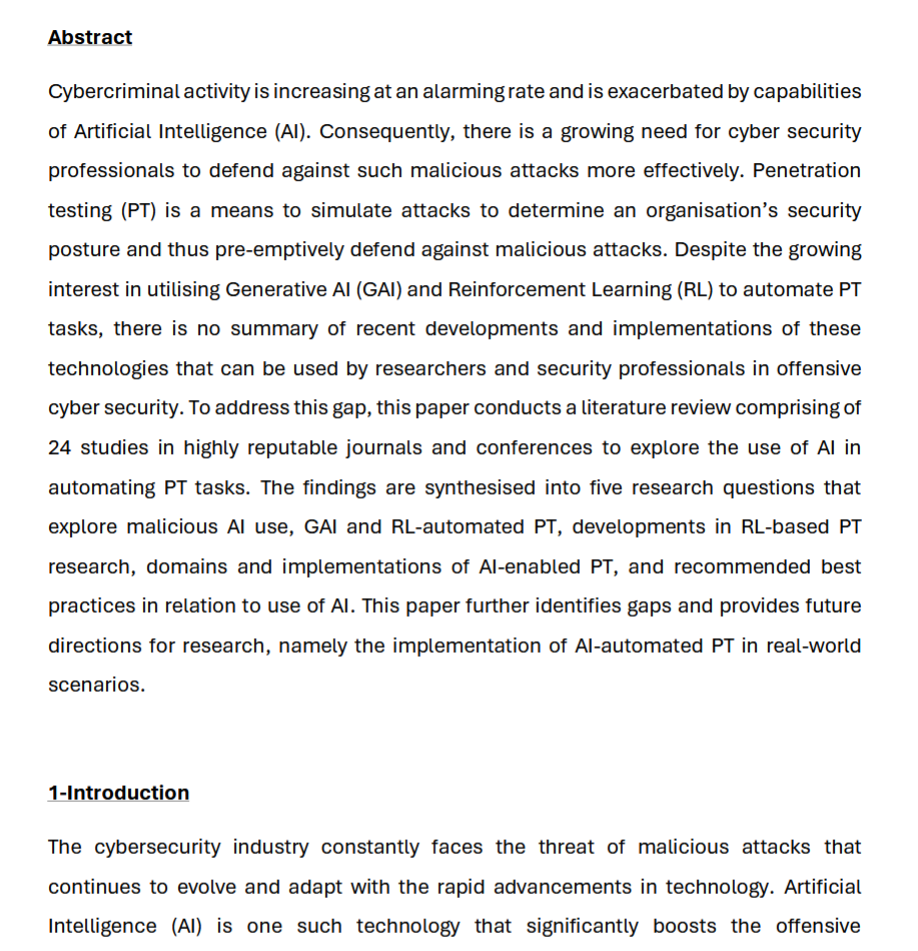 Abstract
Cybercriminal activity is increasing at an alarming rate and is exacerbated by capabilities
of Artificial Intelligence (AI). Consequently, there is a growing need for cyber security
professionals to defend against such malicious attacks more effectively. Penetration
testing (PT) is a means to simulate attacks to determine an organisation’s security
posture and thus pre-emptively defend against malicious attacks. Despite the growing
interest in utilising Generative AI (GAI) and Reinforcement Learning (RL) to automate PT
tasks, there is no summary of recent developments and implementations of these
technologies that can be used by researchers and security professionals in offensive
cyber security. To address this gap, this paper conducts a literature review comprising of
24 studies in highly reputable journals and conferences to explore the use of AI in
automating PT tasks. The findings are synthesised into five research questions that
explore malicious AI use, GAI and RL-automated PT, developments in RL-based PT
research, domains and implementations of AI-enabled PT, and recommended best
practices in relation to use of AI. This paper further identifies gaps and provides future
directions for research, namely the implementation of AI-automated PT in real-world
scenarios.
1-Introduction
The cybersecurity industry constantly faces the threat of malicious attacks that
continues to evolve and adapt with the rapid advancements in technology. Artificial
Intelligence (AI) is one such technology that significantly boosts the offensive